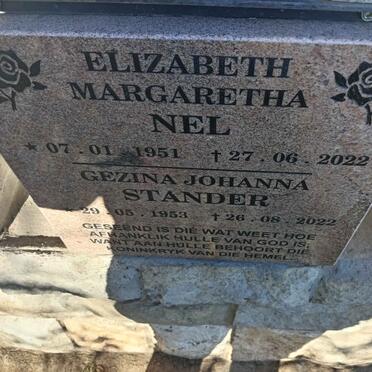 ELIZABETH
MARGARETHA
NEL
* 07 . 01 . 1951 † 27 . 06 . 2022
GEZINA JOHANNA
STANDER
29 . 05 . 1953 † 26 . 08 . 2022
GESEEND IS DIE WAT WEET HOE
AFHANKLIK HULLE VAN GOD IS,
WANT AAN HULLE BEHOORT DIE
KONINKRYK VAN DIE HEMEL